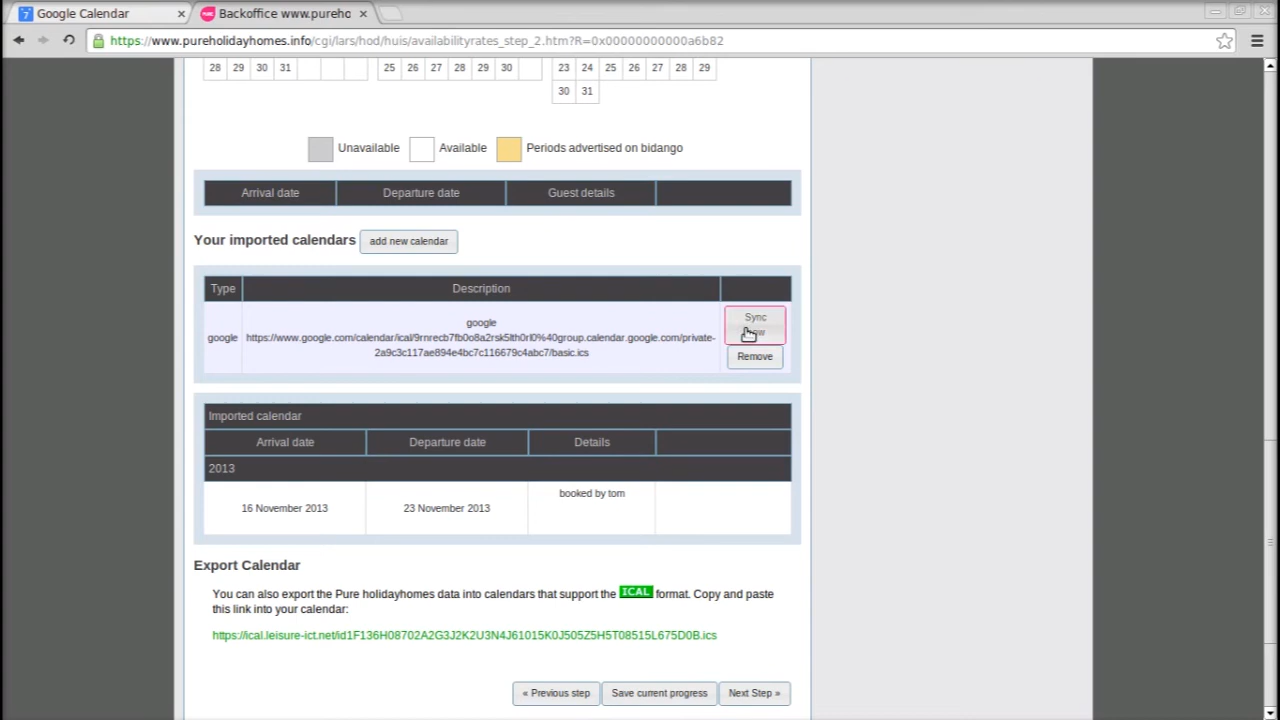 Google Calendar
Backoffice www.pureho
https://www.pureholidayhomes.info/cgi/lars/hod/huis/availabilityrates_step_2.htm?R=0x00000000000a6b82
28 29 30 31 25 26 27 28 29 30 23 24 25 26 27 28 29
30 31
Unavailable Available Periods advertised on bidango
Arrival date Departure date Guest details
Your imported calendars add new calendar
Type Description
google
google https://www.google.com/calendar/ical/9rnrecb7fb0o8a2rsk5lth0rl0%40group.calendar.google.com/private-
2a9c3c117ae894e4bc7c116679c4abc7/basic.ics
Sync
Remove
Imported calendar
Arrival date Departure date Details
2013
16 November 2013 23 November 2013 booked by tom
Export Calendar
You can also export the Pure holidayhomes data into calendars that support the ICAL format. Copy and paste
this link into your calendar:
https://ical.leisure-ict.net/id1F136H08702A2G3J2K2U3N4J61015K0J505Z5H5T08515L675D0B.ics
« Previous step Save current progress Next Step »